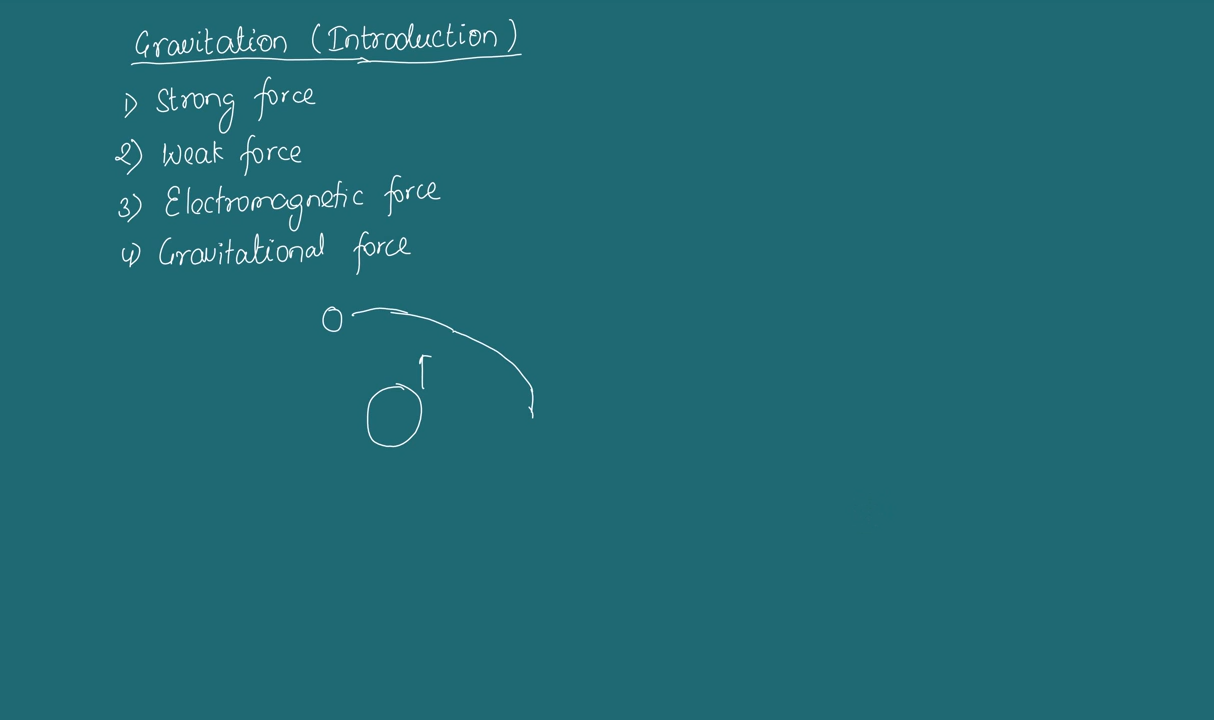 Gravitation (Introduction)
1) Strong force
2) Weak force
3) Electromagnetic force
4) Gravitational force